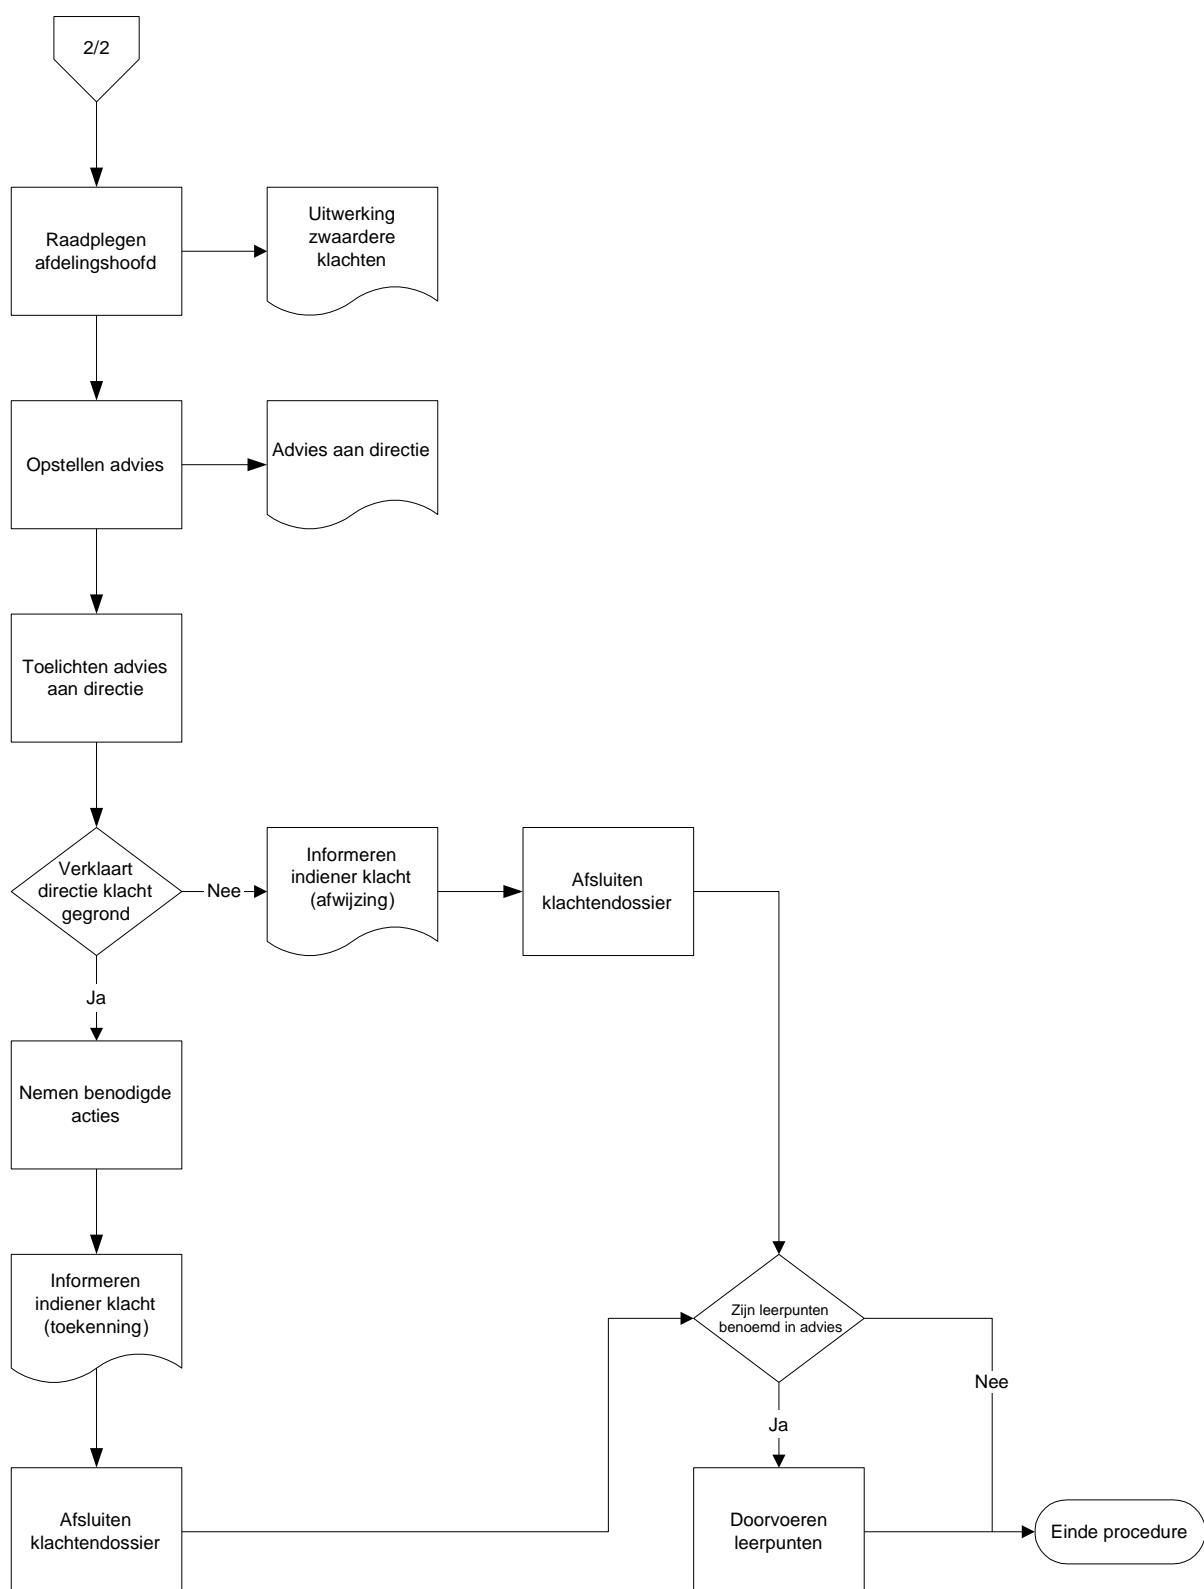 2/2
Raadplegen
afdelingshoofd
Uitwerking
zwaardere
klachten
Opstellen advies
Advies aan directie
Toelichten advies
aan directie
Verklaart
directie klacht
gegrond
Nee
Informeren
indiener klacht
(afwijzing)
Afsluiten
klachtendossier
Ja
Nemen benodigde
acties
Informeren
indiener klacht
(toekenning)
Zijn leerpunten
benoemd in advies
Nee
Ja
Afsluiten
klachtendossier
Doorvoeren
leerpunten
Einde procedure